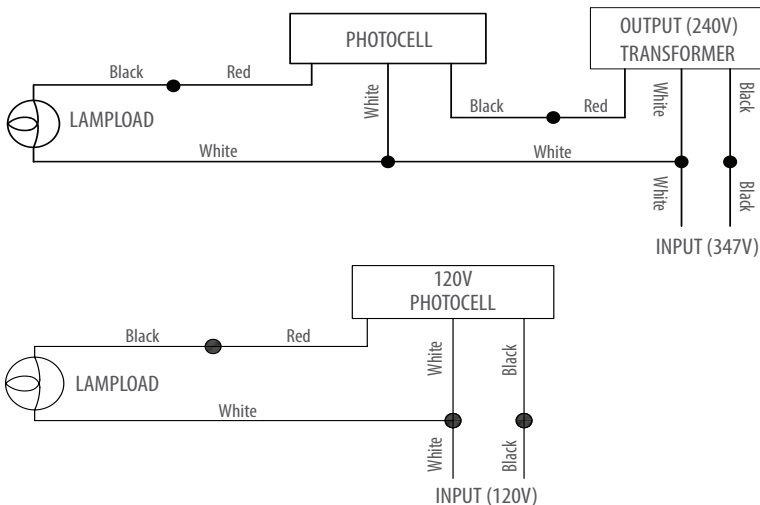 PHOTOCELL
OUTPUT (240V)
TRANSFORMER
Black
Red
White
Black
Red
White
Black
LAMPLOAD
White
White
White
Black
INPUT (347V)
120V
PHOTOCELL
Black
Red
White
Black
LAMPLOAD
White
White
Black
INPUT (120V)